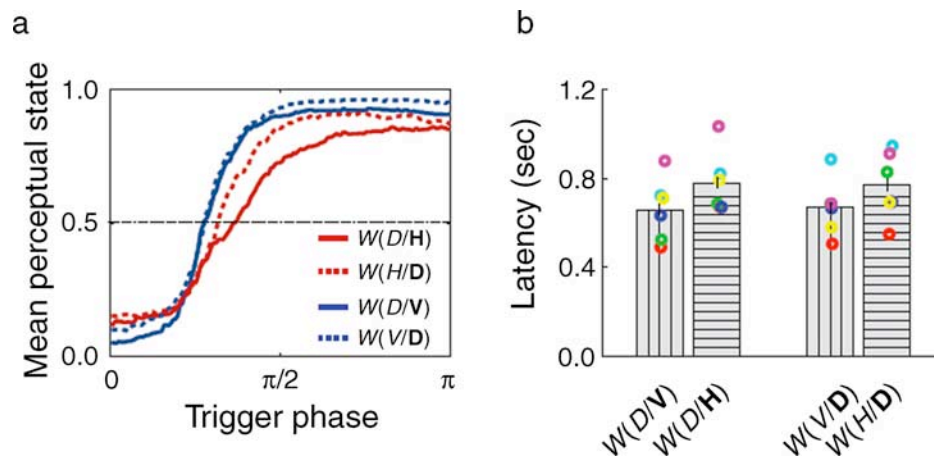 a
Mean perceptual state
1.0
0.5
0.0
0
π/2
π
Trigger phase
W(D/H)
W(H/D)
W(D/V)
W(V/D)
b
Latency (sec)
1.2
0.8
0.4
0.0
W(D/V)
W(D/H)
W(V/D)
W(H/D)